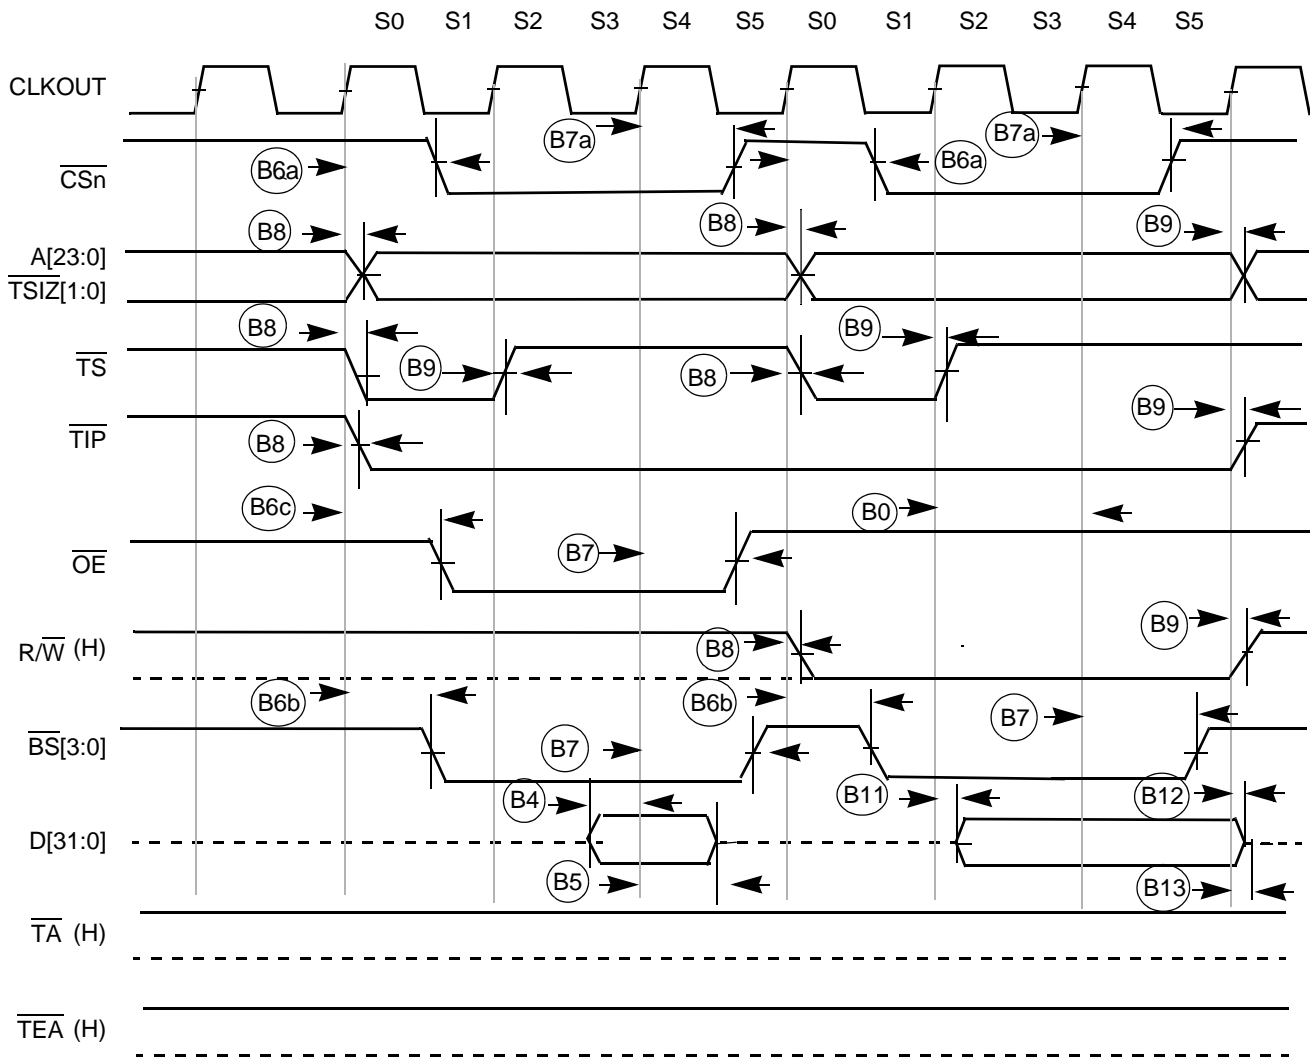 S0 S1 S2 S3 S4 S5 S0 S1 S2 S3 S4 S5
CLKOUT
B7a B7a
B6a B6a
CSn
B8 B8 B9
A[23:0]
TSIZ[1:0]
B8 B9
TS B9 B8
B9
TIP B8
B6c B0
OE B7
B9
R/W (H) B8
B6b B6b
BS[3:0] B7 B7
B4 B11 B12
D[31:0]
B5 B13
TA (H)
TEA (H)